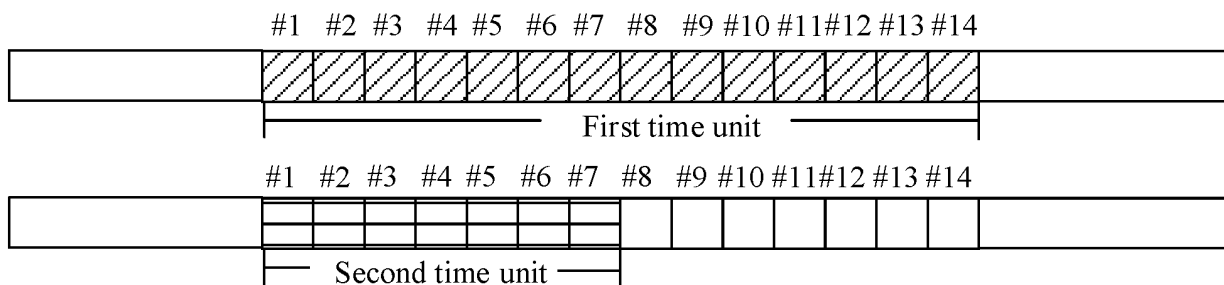 #1 #2 #3 #4 #5 #6 #7 #8 #9 #10 #11 #12 #13 #14
First time unit
#1 #2 #3 #4 #5 #6 #7 #8 #9 #10 #11 #12 #13 #14
Second time unit